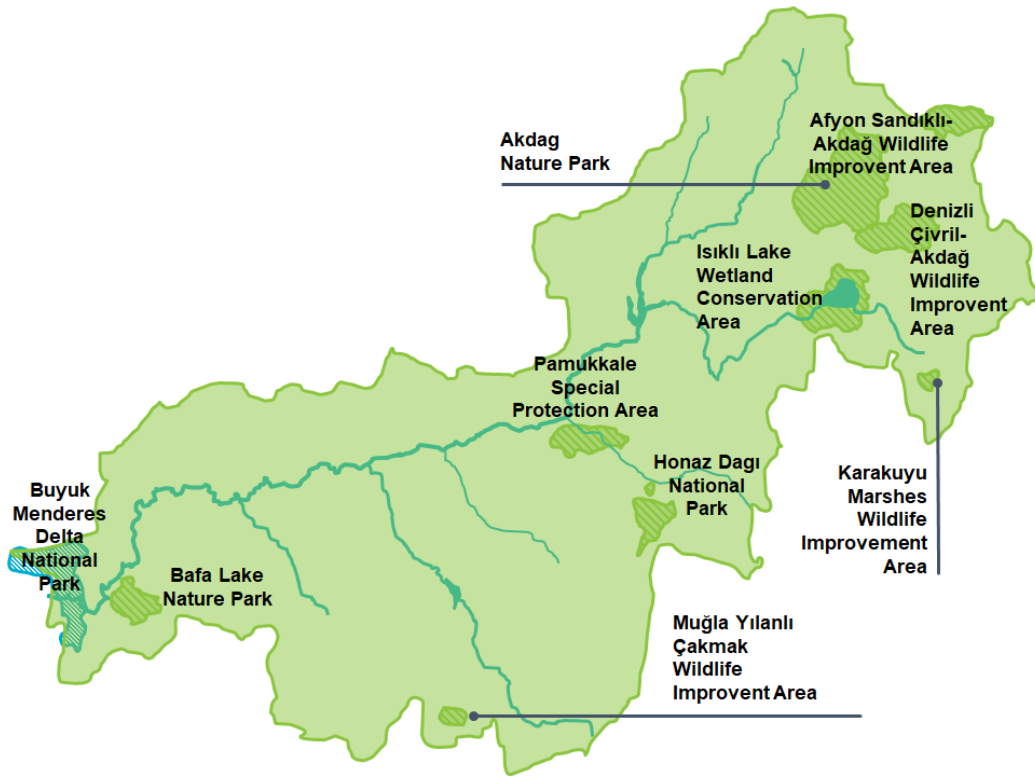 Akdag
Nature Park
Afyon Sandıklı-
Akdağ Wildlife
Improvent Area
Denizli
Çivril-
Akdağ
Wildlife
Improvent
Area
Isıklı Lake
Wetland
Conservation
Area
Pamukkale
Special
Protection Area
Honaz Dagı
National
Park
Karakuyu
Marshes
Wildlife
Improvement
Area
Buyuk
Menderes
Delta
National
Park
Bafa Lake
Nature Park
Muğla Yılanlı
Çakmak
Wildlife
Improvent Area